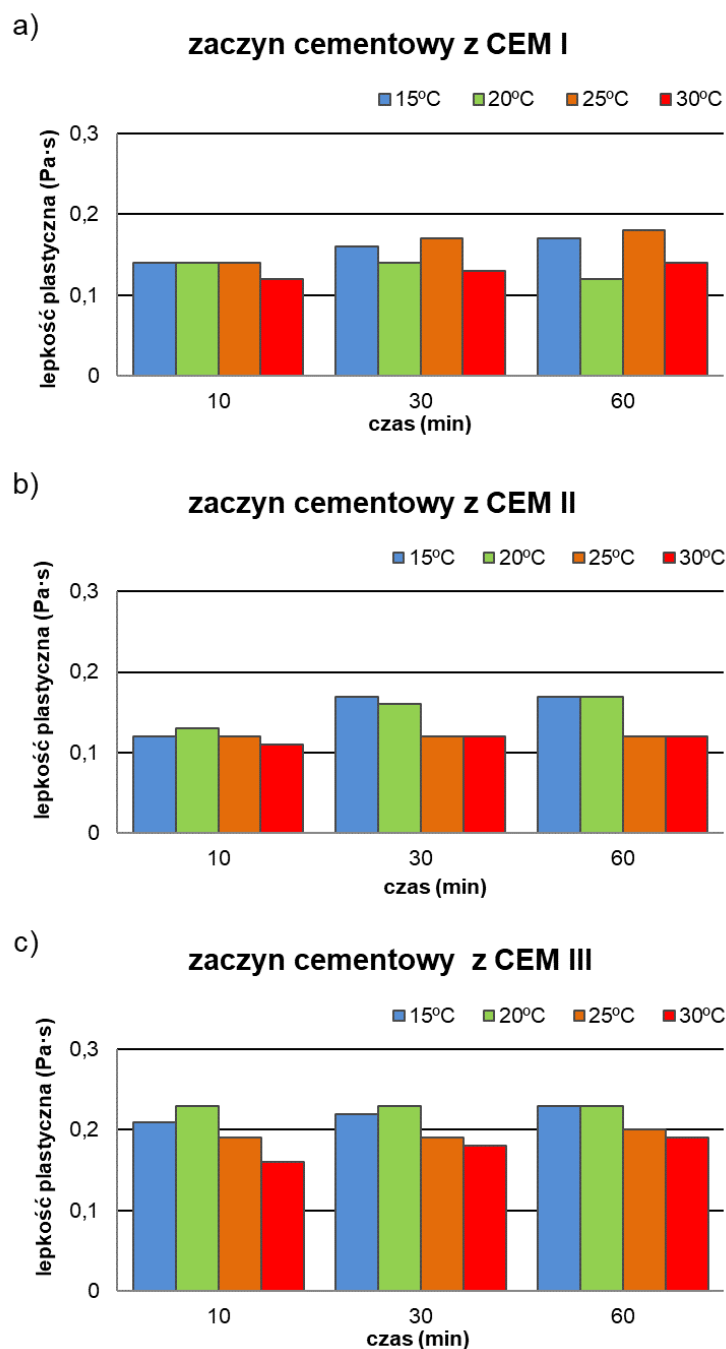 a)
zaczyn cementowy z CEM I
15ºC 20ºC 25ºC 30ºC
lepkość plastyczna (Pa·s)
0,3
0,2
0,1
0
10 30 60
czas (min)
b)
zaczyn cementowy z CEM II
15ºC 20ºC 25ºC 30ºC
lepkość plastyczna (Pa·s)
0,3
0,2
0,1
0
10 30 60
czas (min)
c)
zaczyn cementowy z CEM III
15ºC 20ºC 25ºC 30ºC
lepkość plastyczna (Pa·s)
0,3
0,2
0,1
0
10 30 60
czas (min)